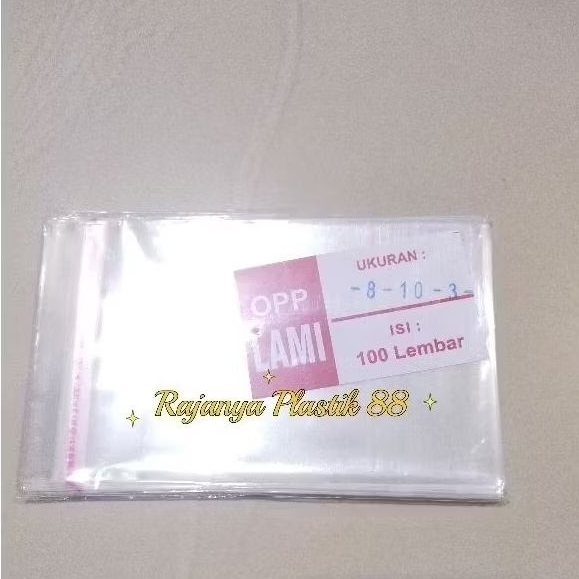 OPP
LAMI
UKURAN :
-8-10-3-
ISI :
100 Lembar
Rajanya Plastik 88